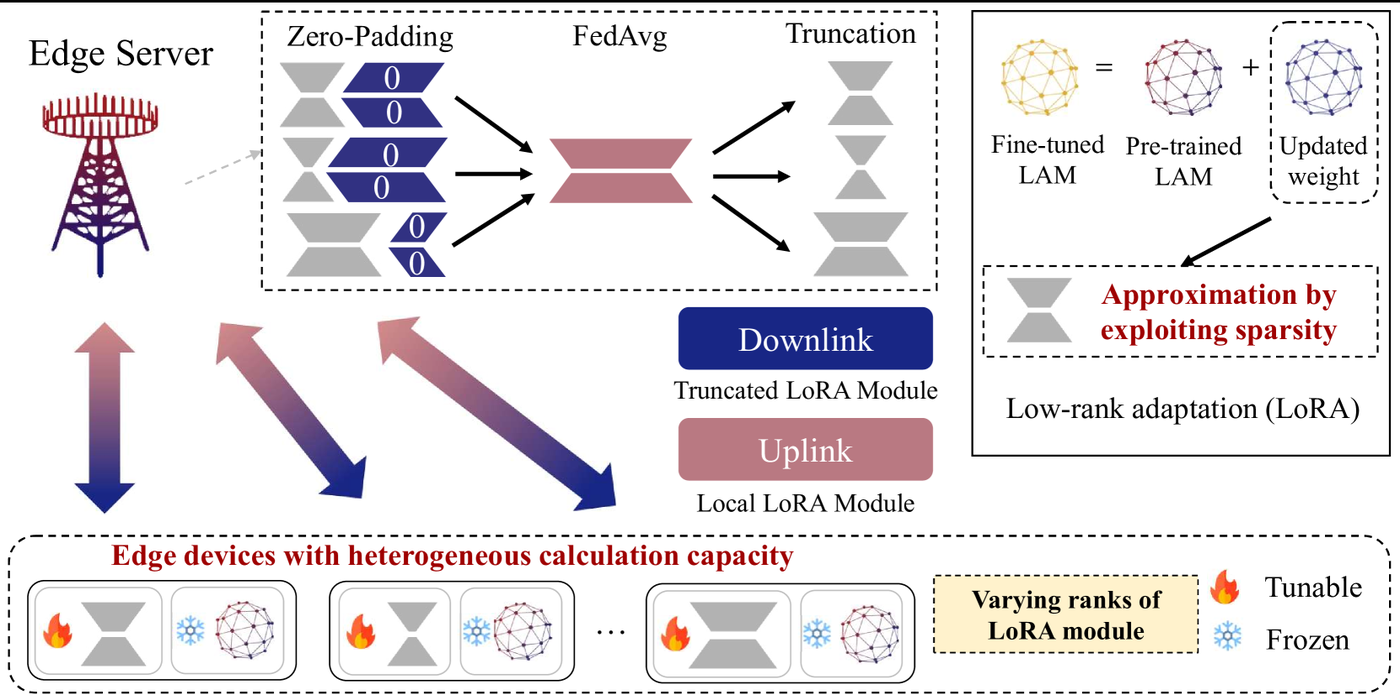 Edge Server
Zero-Padding
FedAvg
Truncation
0
0
0
0
0
0
=
+
Fine-tuned
LAM
Pre-trained
LAM
Updated
weight
Approximation by
exploiting sparsity
Low-rank adaptation (LoRA)
Downlink
Truncated LoRA Module
Uplink
Local LoRA Module
Edge devices with heterogeneous calculation capacity
...
Varying ranks of
LoRA module
Tunable
Frozen